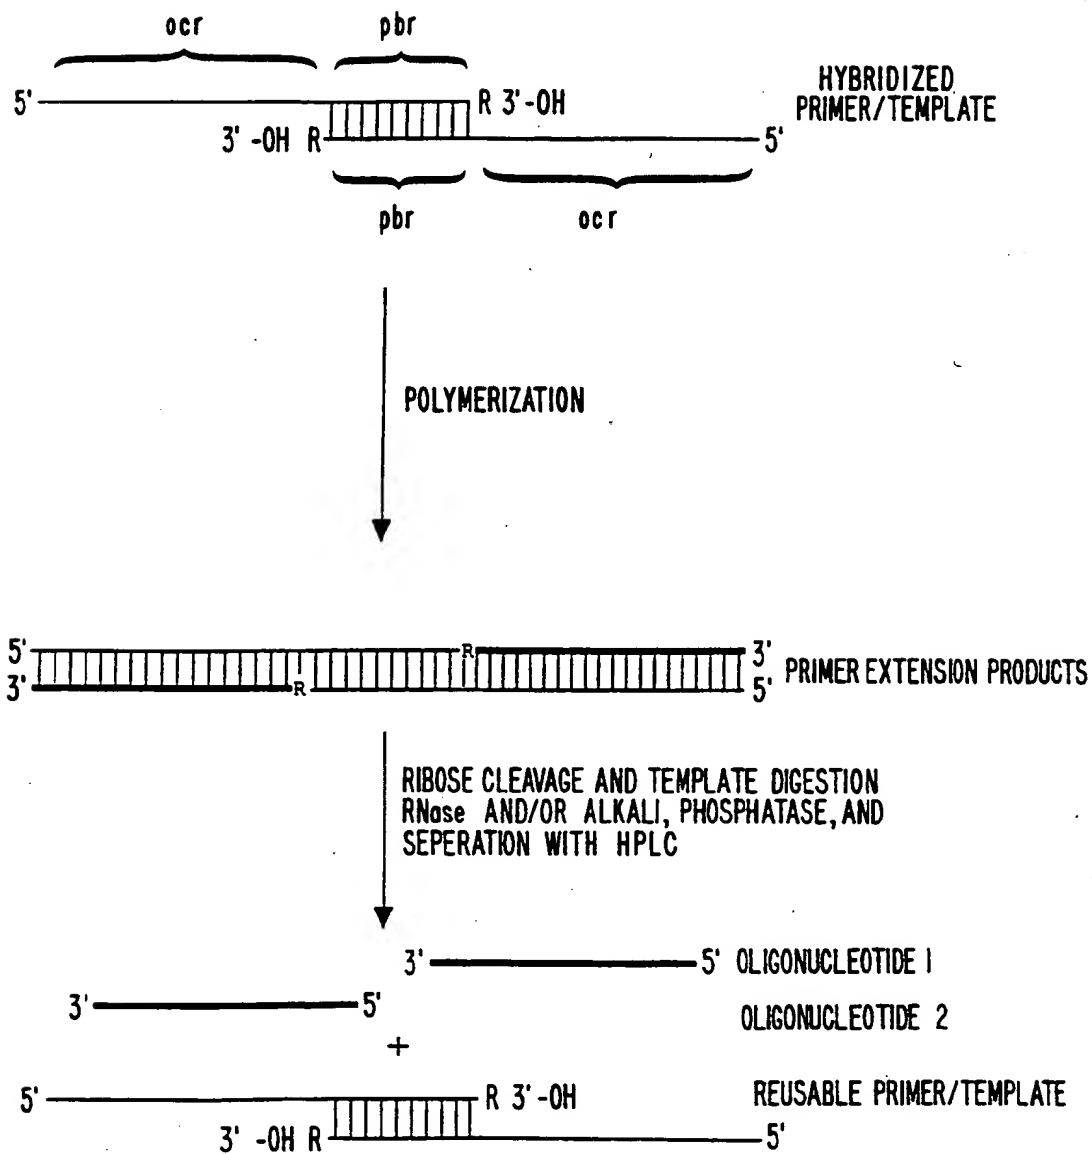 ocr pbr
5' R 3'-OH HYBRIDIZED
PRIMER/TEMPLATE
3' -OH R 5'
pbr ocr
POLYMERIZATION
5' R 3'
PRIMER EXTENSION PRODUCTS
3' R 5'
RIBOSE CLEAVAGE AND TEMPLATE DIGESTION
RNase AND/OR ALKALI, PHOSPHATASE, AND
SEPERATION WITH HPLC
3' 5' OLIGONUCLEOTIDE 1
3' 5' OLIGONUCLEOTIDE 2
+
5' R 3'-OH REUSABLE PRIMER/TEMPLATE
3' -OH R 5'